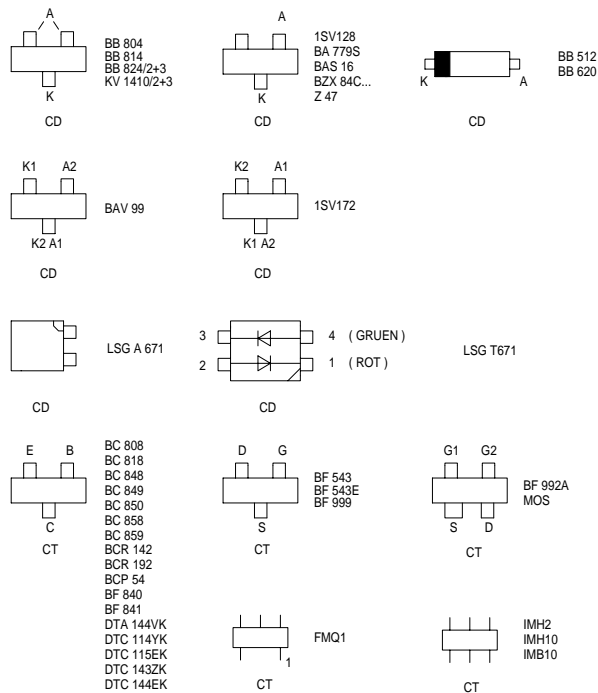 A
BB 804
BB 814
BB 824/2+3
KV 1410/2+3
K
CD
A
1SV128
BA 779S
BAS 16
BZX 84C...
Z 47
K
CD
BB 512
BB 620
K A
CD
K1 A2
BAV 99
K2 A1
CD
K2 A1
1SV172
K1 A2
CD
LSG A 671
CD
3 4 ( GRUEN )
2 1 ( ROT )
LSG T671
CD
E B
C
CT
BC 808
BC 818
BC 848
BC 849
BC 850
BC 858
BC 859
BCR 142
BCR 192
BCP 54
BF 840
BF 841
DTA 144VK
DTC 114YK
DTC 115EK
DTC 143ZK
DTC 144EK
D G
BF 543
BF 543E
BF 999
S
CT
G1 G2
BF 992A
MOS
S D
CT
FMQ1
1
CT
IMH2
IMH10
IMB10
CT